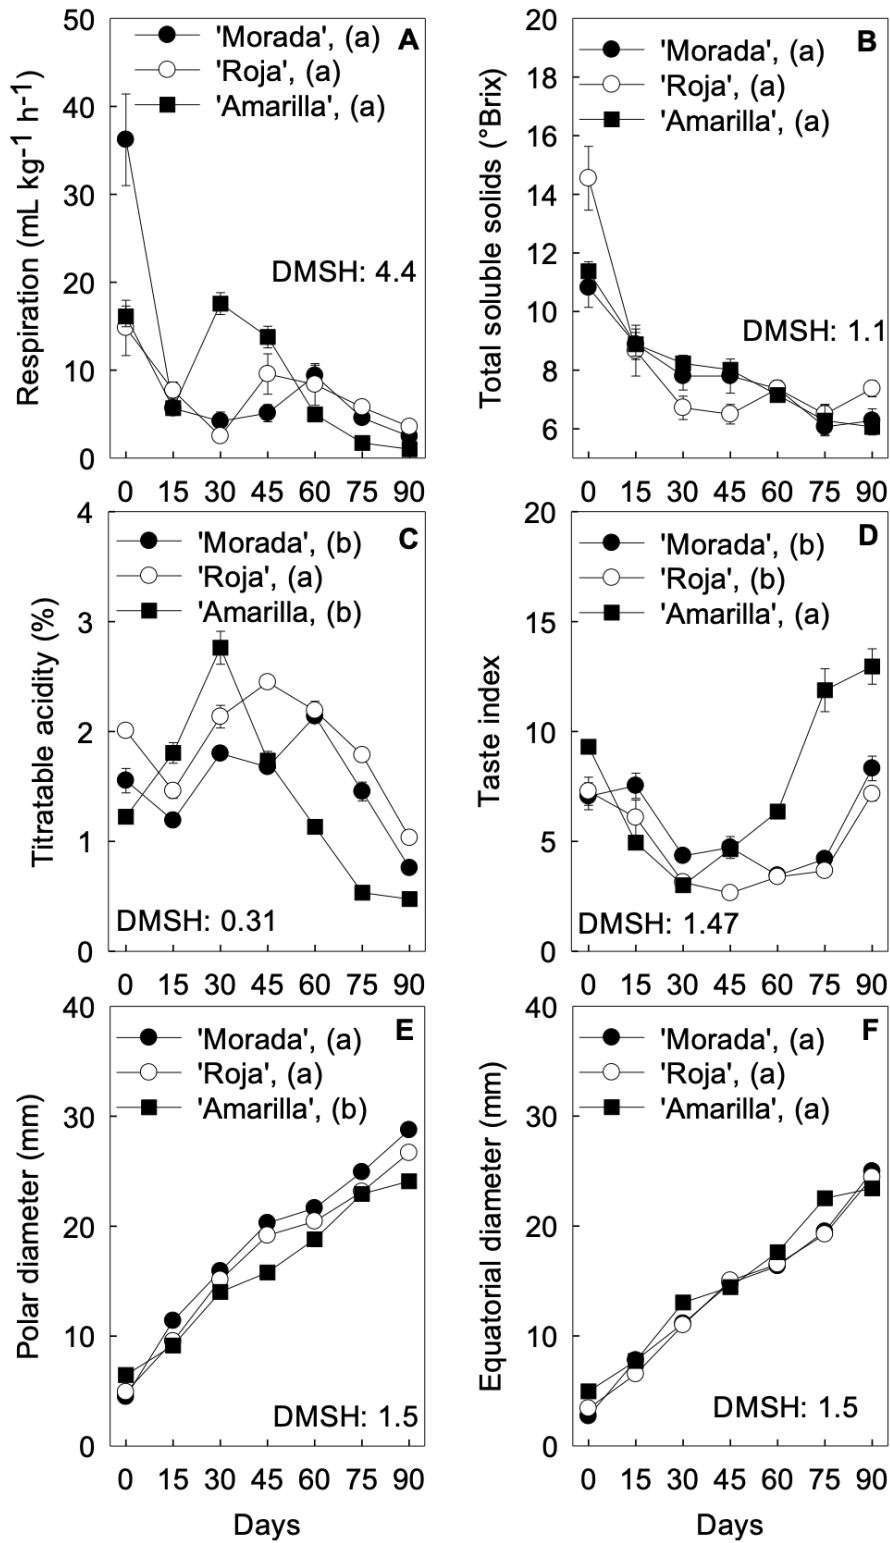 50
40
30
20
10
0
Respiration (mL kg-1 h-1)
'Morada', (a)
'Roja', (a)
'Amarilla', (a)
A
DMSH: 4.4
0 15 30 45 60 75 90
20
18
16
14
12
10
8
6
Total soluble solids (°Brix)
'Morada', (a)
'Roja', (a)
'Amarilla', (a)
B
DMSH: 1.1
0 15 30 45 60 75 90
4
3
2
1
0
Titratable acidity (%)
'Morada', (b)
'Roja', (a)
'Amarilla, (b)
C
DMSH: 0.31
0 15 30 45 60 75 90
20
15
10
5
0
Taste index
'Morada', (b)
'Roja', (b)
'Amarilla', (a)
D
DMSH: 1.47
0 15 30 45 60 75 90
40
30
20
10
0
Polar diameter (mm)
'Morada', (a)
'Roja', (a)
'Amarilla', (b)
E
DMSH: 1.5
0 15 30 45 60 75 90
Days
40
30
20
10
0
Equatorial diameter (mm)
'Morada', (a)
'Roja', (a)
'Amarilla', (a)
F
DMSH: 1.5
0 15 30 45 60 75 90
Days